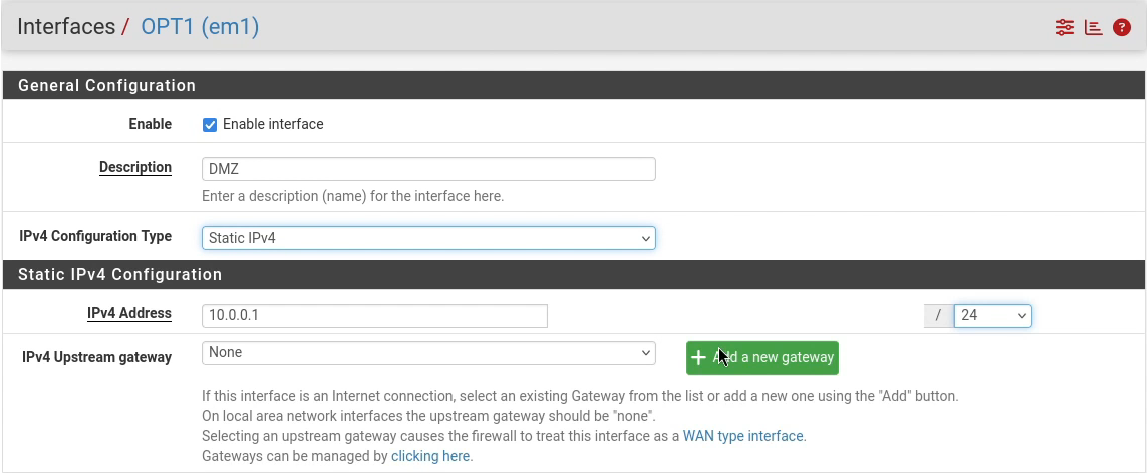 Interfaces / OPT1 (em1)
General Configuration
Enable Enable interface
Description DMZ
Enter a description (name) for the interface here.
IPv4 Configuration Type Static IPv4
Static IPv4 Configuration
IPv4 Address 10.0.0.1 / 24
IPv4 Upstream gateway None + Add a new gateway
If this interface is an Internet connection, select an existing Gateway from the list or add a new one using the "Add" button.
On local area network interfaces the upstream gateway should be "none".
Selecting an upstream gateway causes the firewall to treat this interface as a WAN type interface.
Gateways can be managed by clicking here.